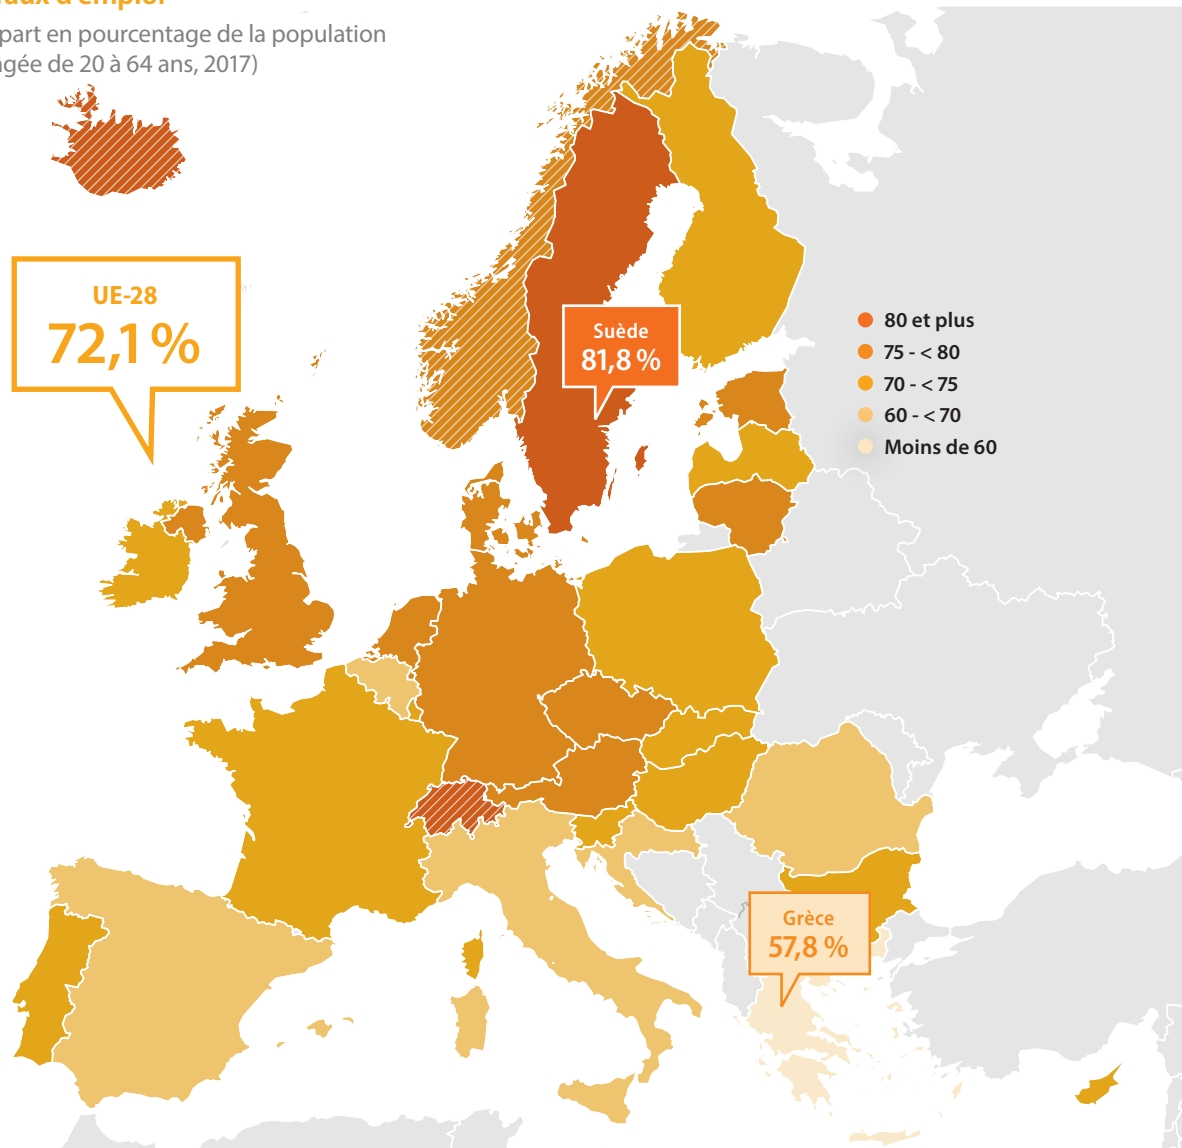 d'emploi
part en pourcentage de la population
de 20 à 64 ans, 2017)
UE-28
72,1 %
Suède
81,8 %
80 et plus
75 - < 80
70 - < 75
60 - < 70
Moins de 60
Grèce
57,8 %